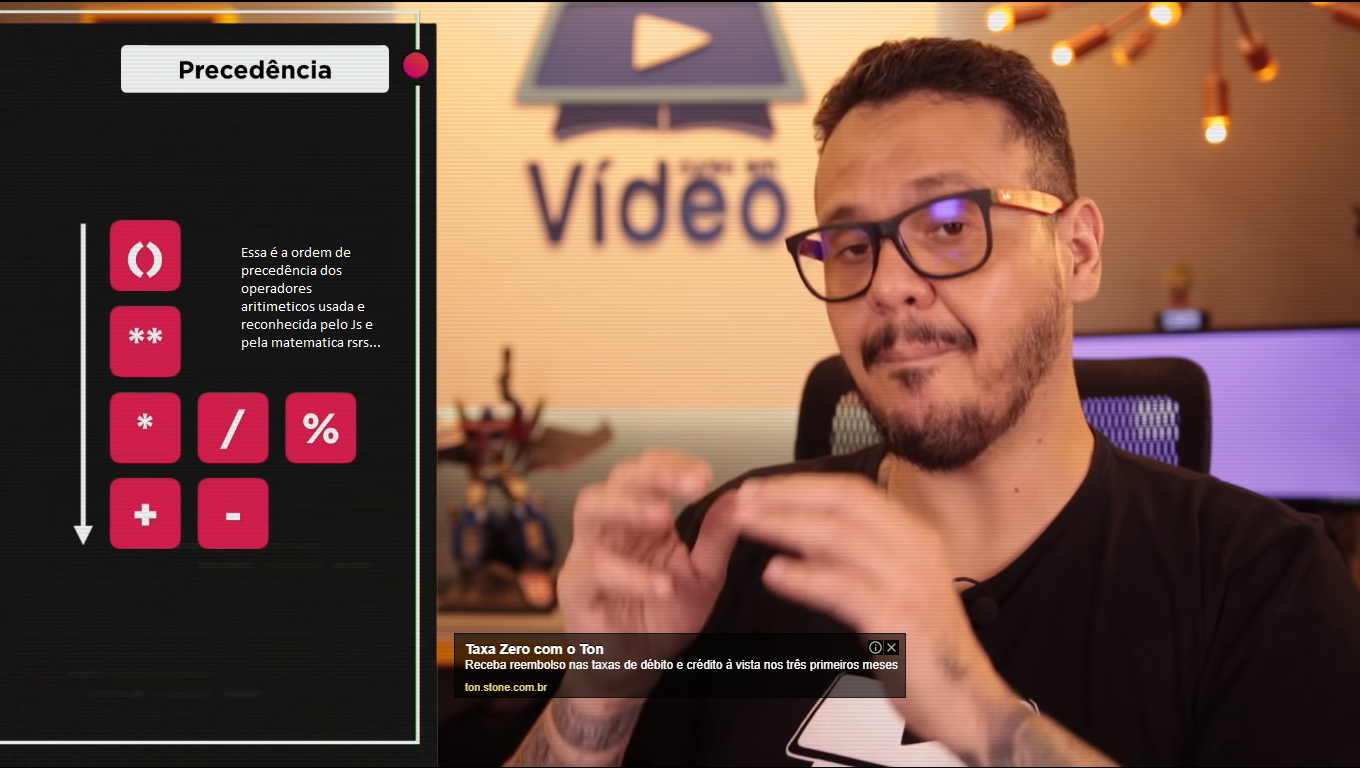 Precedência
()
**
* / %
+ -
Essa é a ordem de
precedência dos
operadores
aritimeticos usada e
reconhecida pelo Js e
pela matematica rsrs...
Vídeo
Taxa Zero com o Ton
Receba reembolso nas taxas de débito e crédito à vista nos três primeiros meses
ton.stone.com.br